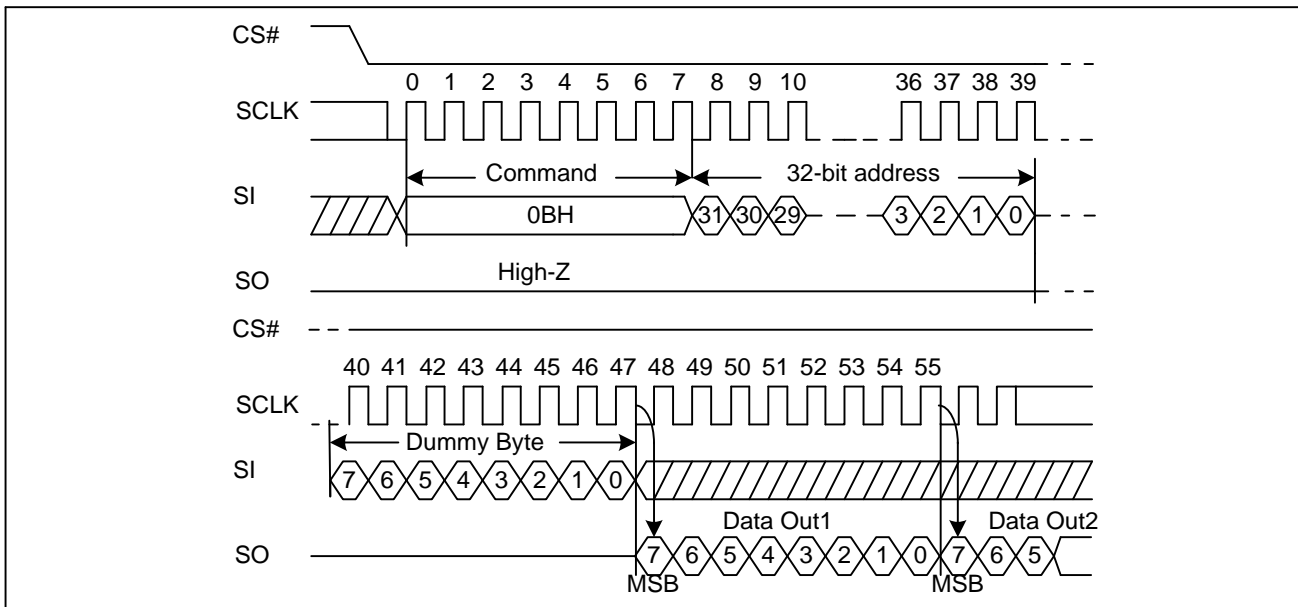 CS#
0 1 2 3 4 5 6 7 8 9 10 36 37 38 39
SCLK
Command 32-bit address
SI
0BH 31 30 29 3 2 1 0
High-Z
SO
CS#
40 41 42 43 44 45 46 47 48 49 50 51 52 53 54 55
SCLK
Dummy Byte
SI 7 6 5 4 3 2 1 0
Data Out1 Data Out2
SO 7 6 5 4 3 2 1 0 7 6 5
MSB MSB